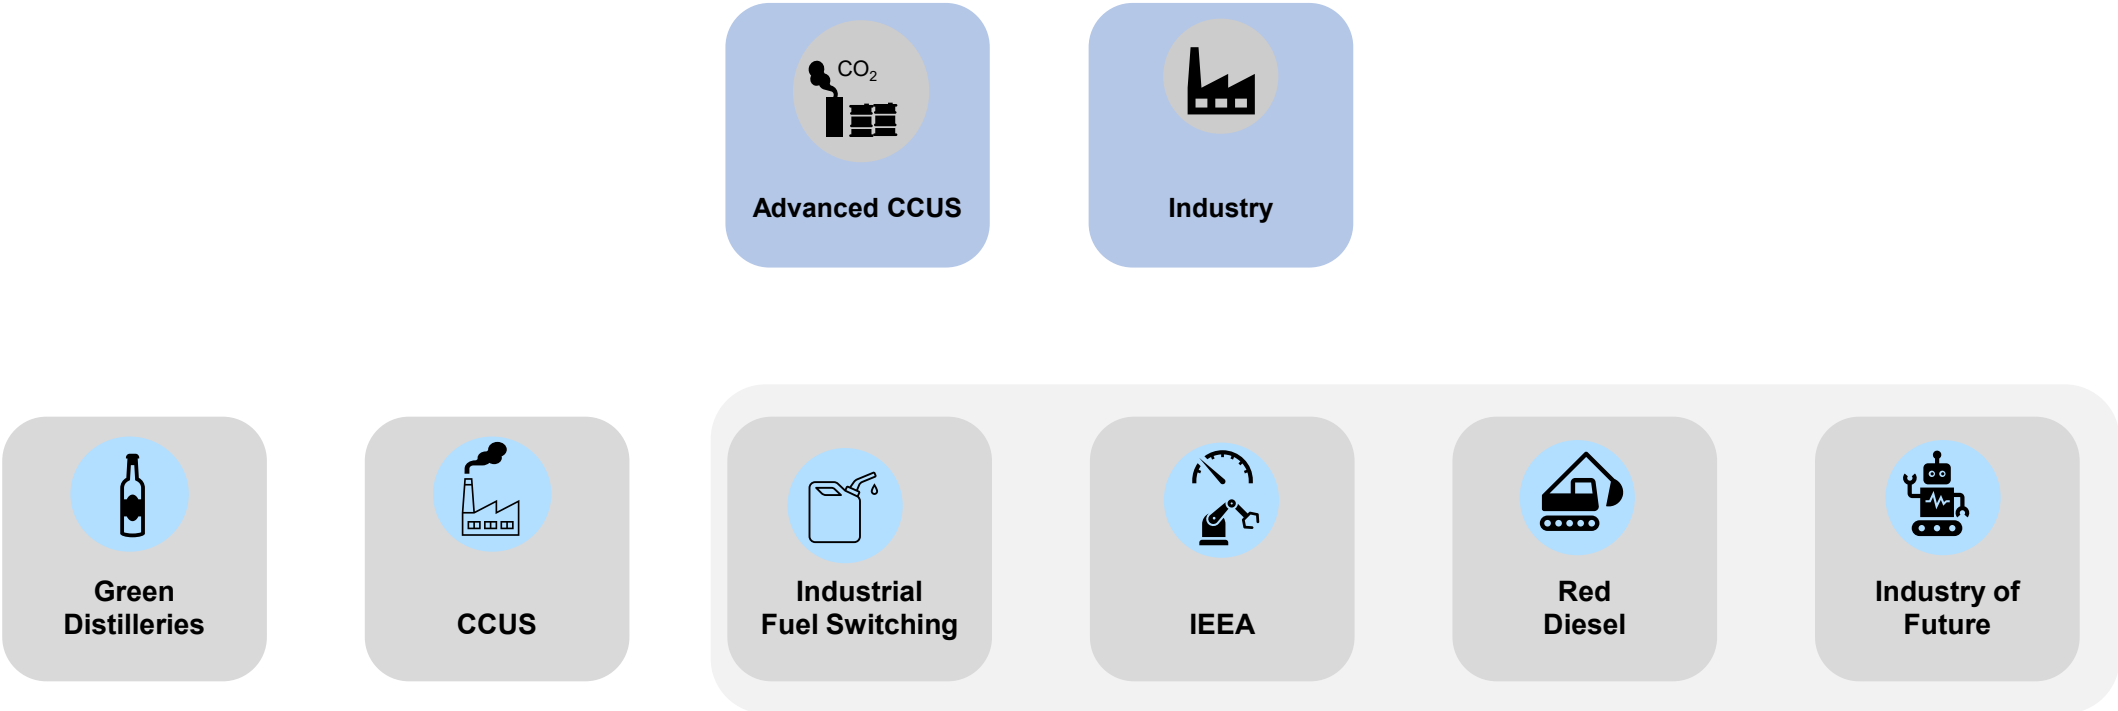 CO₂
Advanced CCUS
Industry
Green
Distilleries
CCUS
Industrial
Fuel Switching
IEEA
Red
Diesel
Industry of
Future